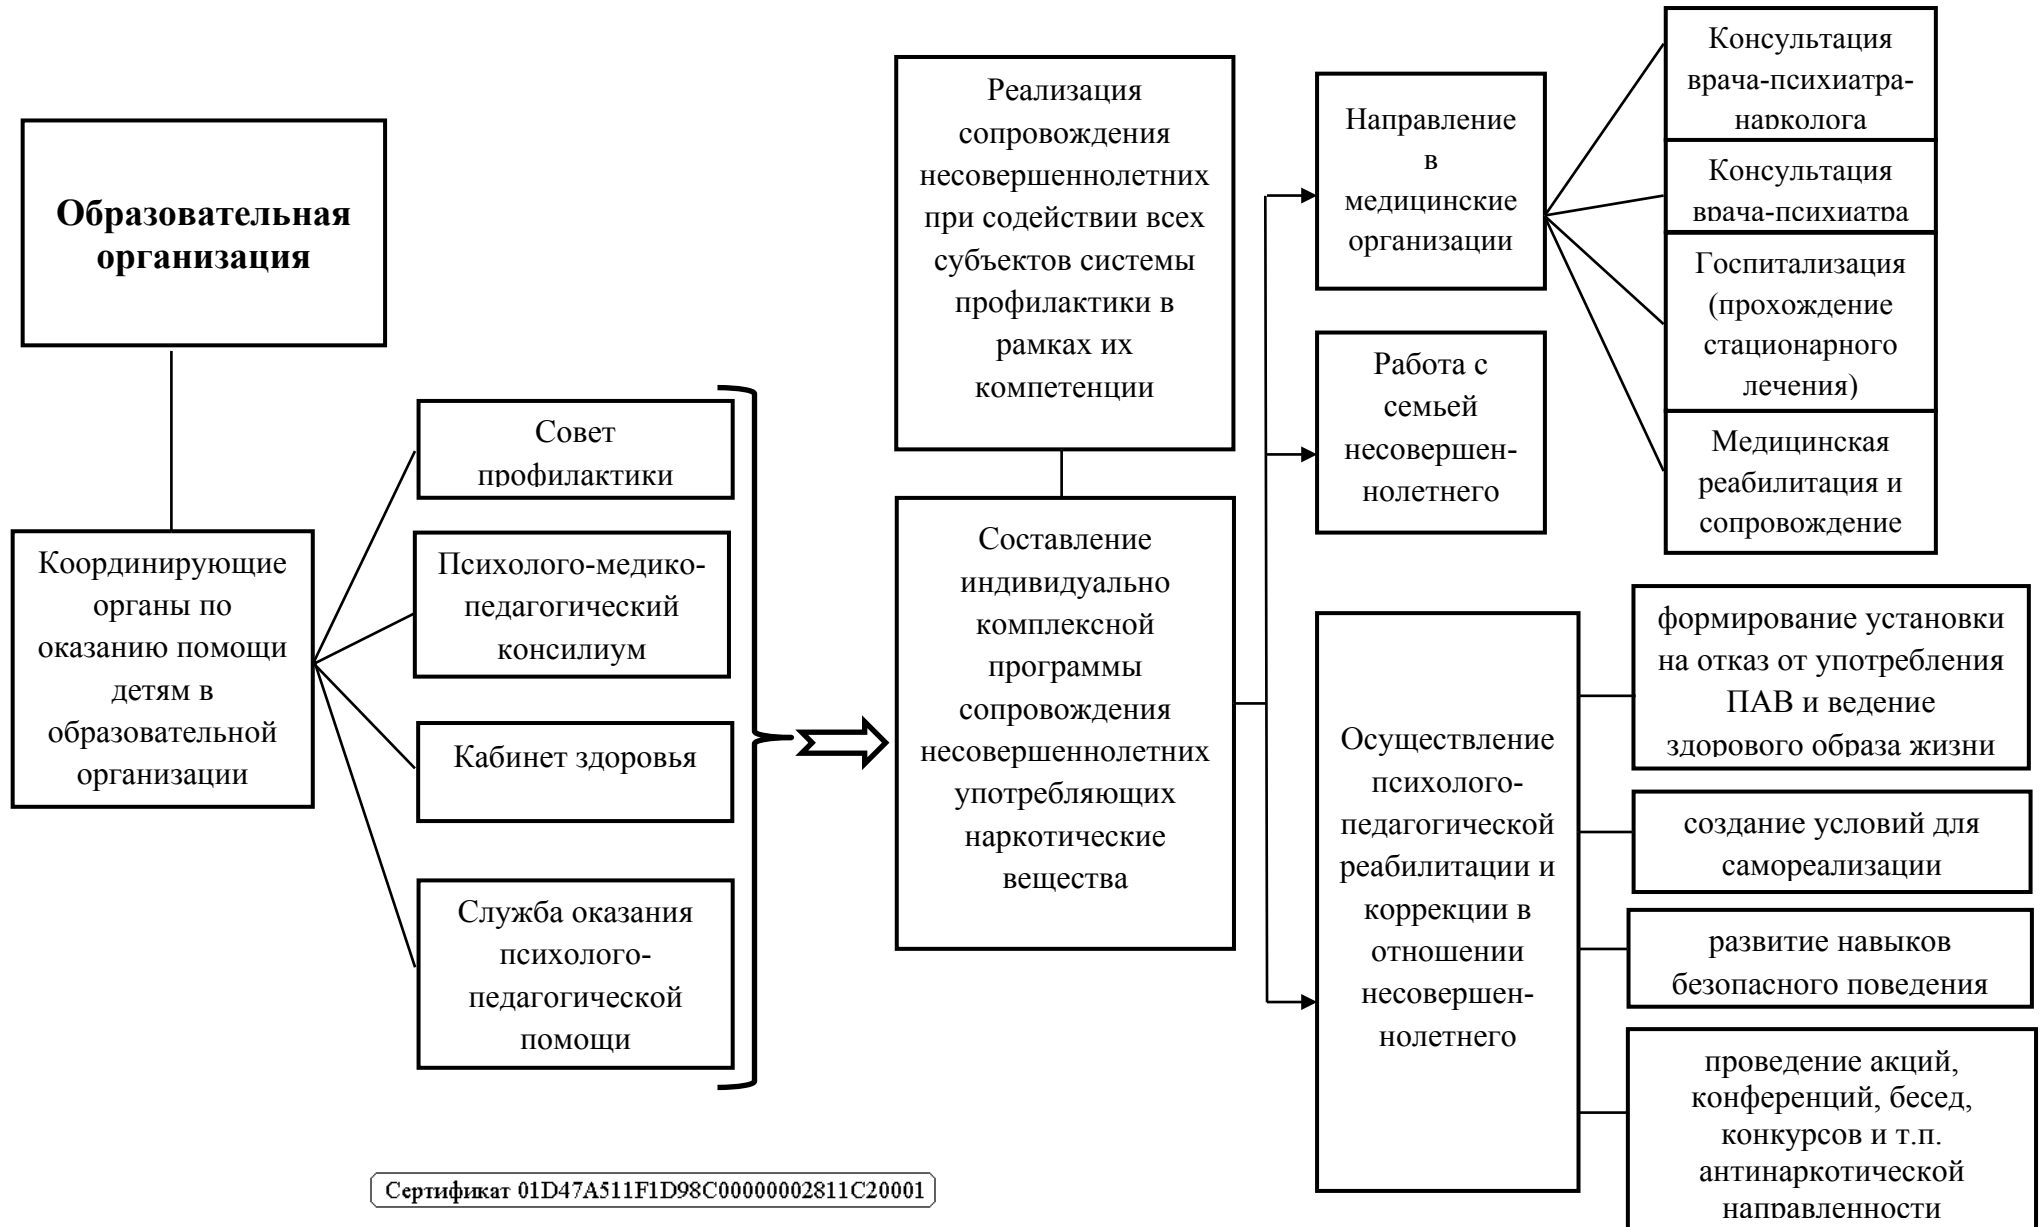 Образовательная
организация
Координирующие
органы по
оказанию помощи
детям в
образовательной
организации
Совет
профилактики
Психолого-медико-
педагогический
консилиум
Кабинет здоровья
Служба оказания
психолого-
педагогической
помощи
Реализация
сопровождения
несовершеннолетних
при содействии всех
субъектов системы
профилактики в
рамках их
компетенции
Составление
индивидуально
комплексной
программы
сопровождения
несовершеннолетних
употребляющих
наркотические
вещества
Направление
в
медицинские
организации
Работа с
семьей
несовершен-
нолетнего
Осуществление
психолого-
педагогической
реабилитации и
коррекции в
отношении
несовершен-
нолетнего
Консультация
врача-психиатра-
нарколога
Консультация
врача-психиатра
Госпитализация
(прохождение
стационарного
лечения)
Медицинская
реабилитация и
сопровождение
формирование установки
на отказ от употребления
ПАВ и ведение
здорового образа жизни
создание условий для
самореализации
развитие навыков
безопасного поведения
проведение акций,
конференций, бесед,
конкурсов и т.п.
антинаркотической
направленности
Сертификат 01D47A511F1D98C00000002811C20001